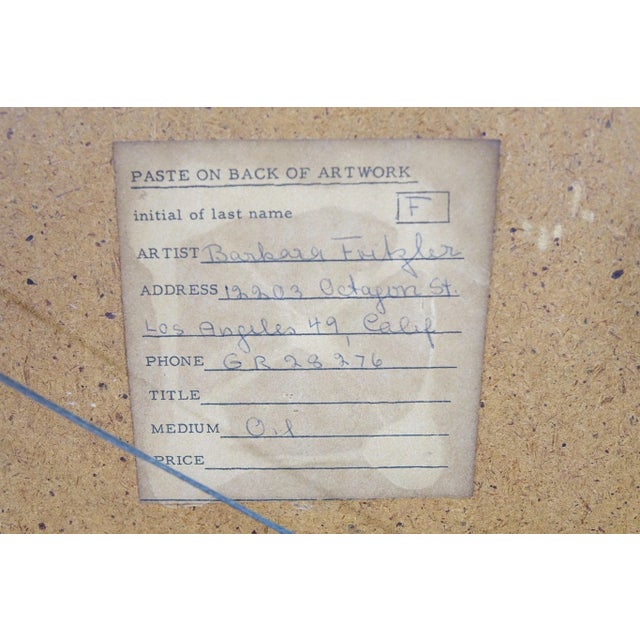 PASTE ON BACK OF ARTWORK
initial of last name F
ARTIST Barbara Fritzler
ADDRESS 12203 Octagon St.
Los Angeles 49, Calif
PHONE GR 28276
TITLE
MEDIUM Oil
PRICE